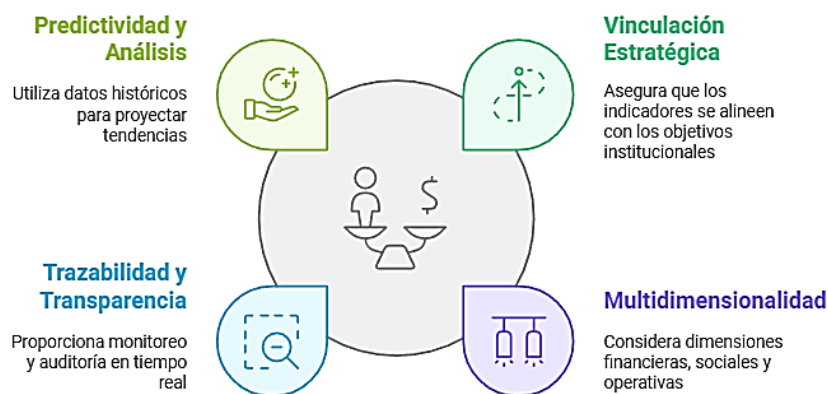 Predictividad y
Análisis
Utiliza datos históricos
para proyectar
tendencias
Vinculación
Estratégica
Asegura que los
indicadores se alineen
con los objetivos
institucionales
$
Trazabilidad y
Transparencia
Proporciona monitoreo
y auditoría en tiempo
real
Multidimensionalidad
Considera dimensiones
financieras, sociales y
operativas